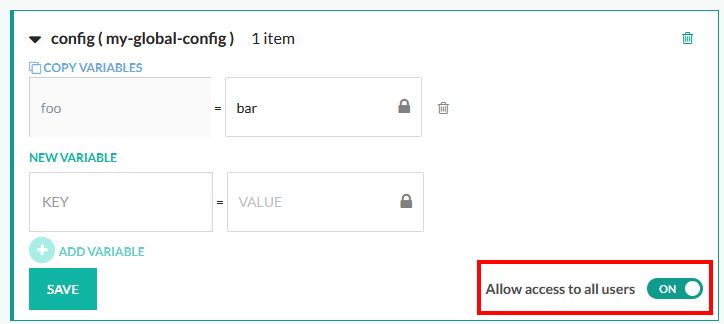 config ( my-global-config ) 1 item
COPY VARIABLES
foo = bar
NEW VARIABLE
KEY = VALUE
ADD VARIABLE
SAVE Allow access to all users ON